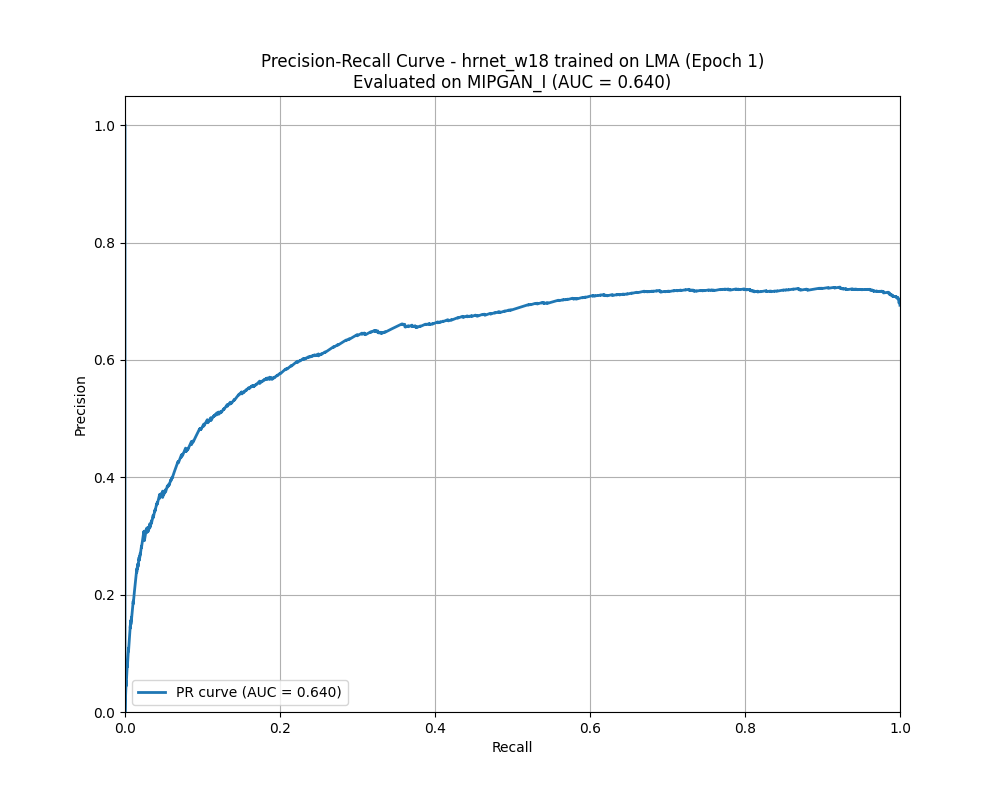 Precision-Recall Curve - hrnet_w18 trained on LMA (Epoch 1)
Evaluated on MIPGAN_I (AUC = 0.640)
1.0
0.8
0.6
0.4
0.2
0.0
Precision
PR curve (AUC = 0.640)
0.0 0.2 0.4 0.6 0.8 1.0
Recall